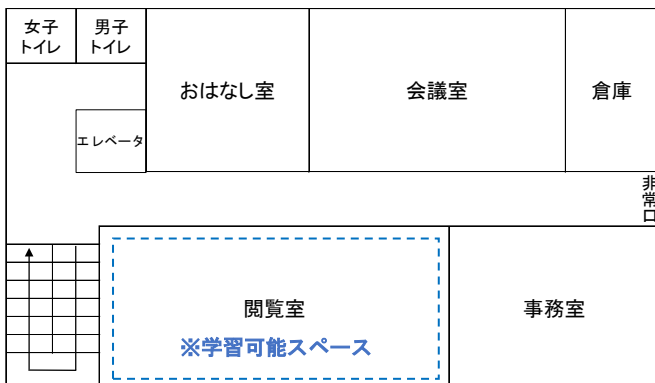 女子
トイレ
男子
トイレ
おはなし室
会議室
倉庫
エレベータ
非常口
閲覧室
※学習可能スペース
事務室